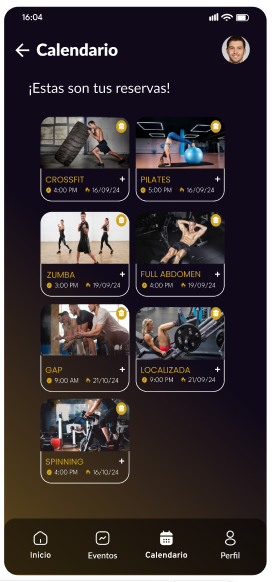 16:04
Calendario
¡Estas son tus reservas!
CROSSFIT +
4:00 PM 16/09/24
PILATES +
5:00 PM 16/09/24
ZUMBA +
3:00 PM 19/09/24
FULL ABDOMEN +
4:00 PM 19/09/24
GAP +
9:00 AM 21/10/24
LOCALIZADA +
9:00 PM 21/09/24
SPINNING +
4:00 PM 16/10/24
Inicio Eventos Calendario Perfil